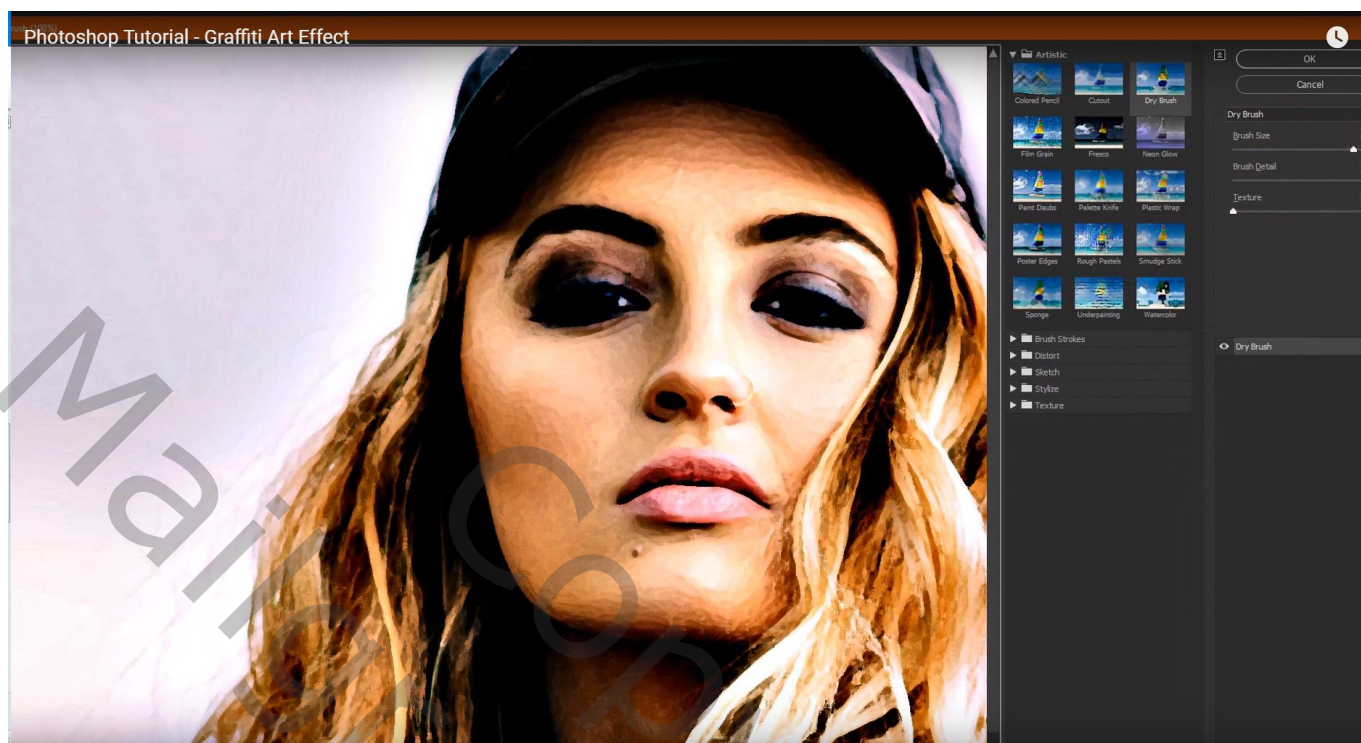 Photoshop Tutorial - Graffiti Art Effect
Artistic
Colored Pencil
Cutout
Dry Brush
Film Grain
Fresco
Neon Glow
Paint Daubs
Palette Knife
Plastic Wrap
Poster Edges
Rough Pastels
Smudge Stick
Sponge
Underpainting
Watercolor
Brush Strokes
Distort
Sketch
Stylize
Texture
OK
Cancel
Dry Brush
Brush Size
Brush Detail
Texture
Dry Brush